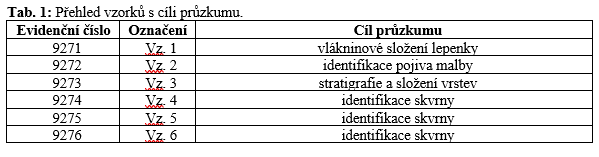 Tab. 1: Přehled vzorků s cíli průzkumu.
Evidenční číslo Označení Cíl průzkumu
9271 Vz. 1 vlákninové složení lepenky
9272 Vz. 2 identifikace pojiva malby
9273 Vz. 3 stratigrafie a složení vrstev
9274 Vz. 4 identifikace skvrny
9275 Vz. 5 identifikace skvrny
9276 Vz. 6 identifikace skvrny